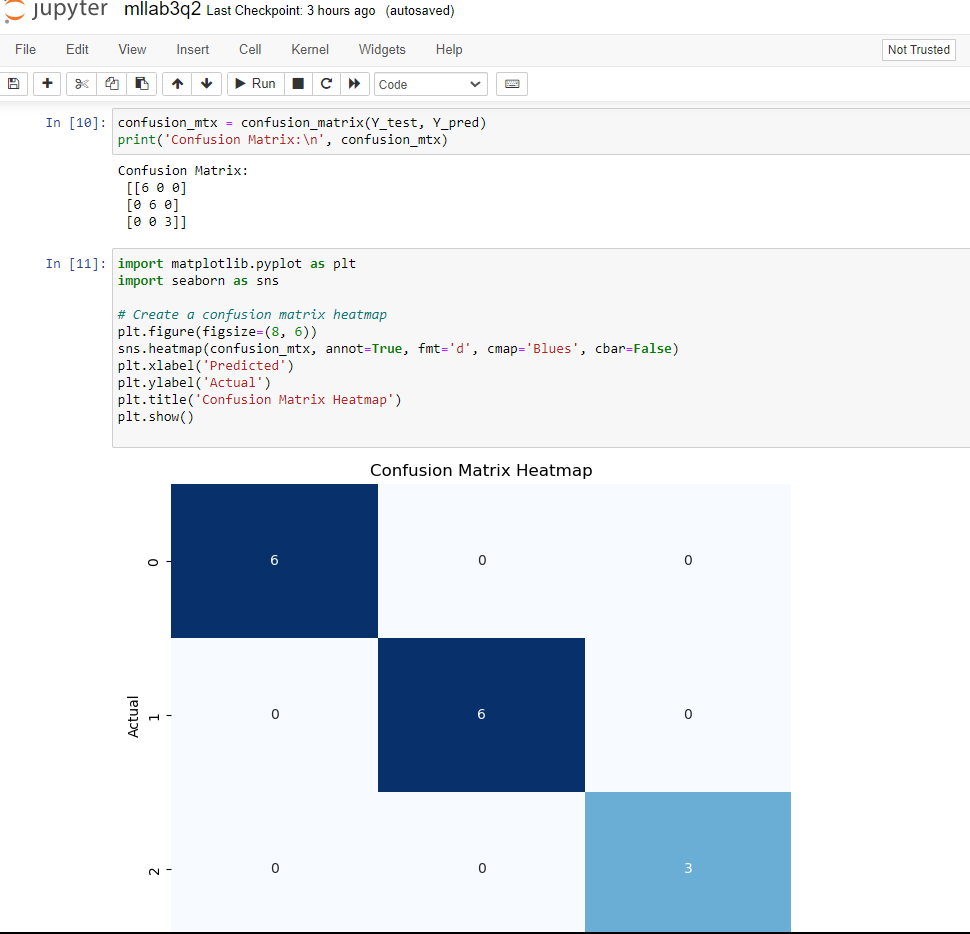 jupyter mllab3q2 Last Checkpoint: 3 hours ago (autosaved)
File Edit View Insert Cell Kernel Widgets Help Not Trusted
Run Code
In [10]: confusion_mtx = confusion_matrix(Y_test, Y_pred)
print('Confusion Matrix:\n', confusion_mtx)
Confusion Matrix:
[[6 0 0]
[0 6 0]
[0 0 3]]
In [11]: import matplotlib.pyplot as plt
import seaborn as sns
# Create a confusion matrix heatmap
plt.figure(figsize=(8, 6))
sns.heatmap(confusion_mtx, annot=True, fmt='d', cmap='Blues', cbar=False)
plt.xlabel('Predicted')
plt.ylabel('Actual')
plt.title('Confusion Matrix Heatmap')
plt.show()
Confusion Matrix Heatmap
0 6 0 0
Actual
1 0 6 0
2 0 0 3